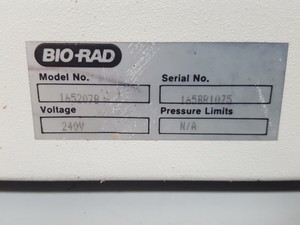 BIO-RAD
Model No. Serial No.
1652078 165BR1075
Voltage Pressure Limits
240V N/A